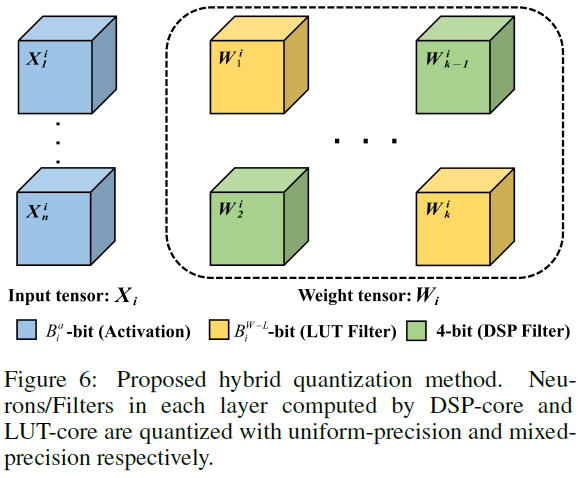 X_1^i W_1^i W_{k-1}^i
X_n^i W_2^i W_k^i
Input tensor: X_i Weight tensor: W_i
B_i^a-bit (Activation) B_i^{W-L}-bit (LUT Filter) 4-bit (DSP Filter)
Figure 6: Proposed hybrid quantization method. Neu-
rons/Filters in each layer computed by DSP-core and
LUT-core are quantized with uniform-precision and mixed-
precision respectively.